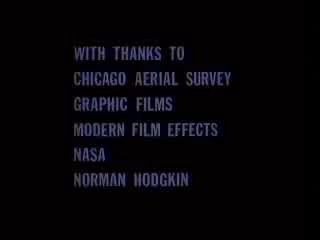 WITH THANKS TO
CHICAGO AERIAL SURVEY
GRAPHIC FILMS
MODERN FILM EFFECTS
NASA
NORMAN HODGKIN